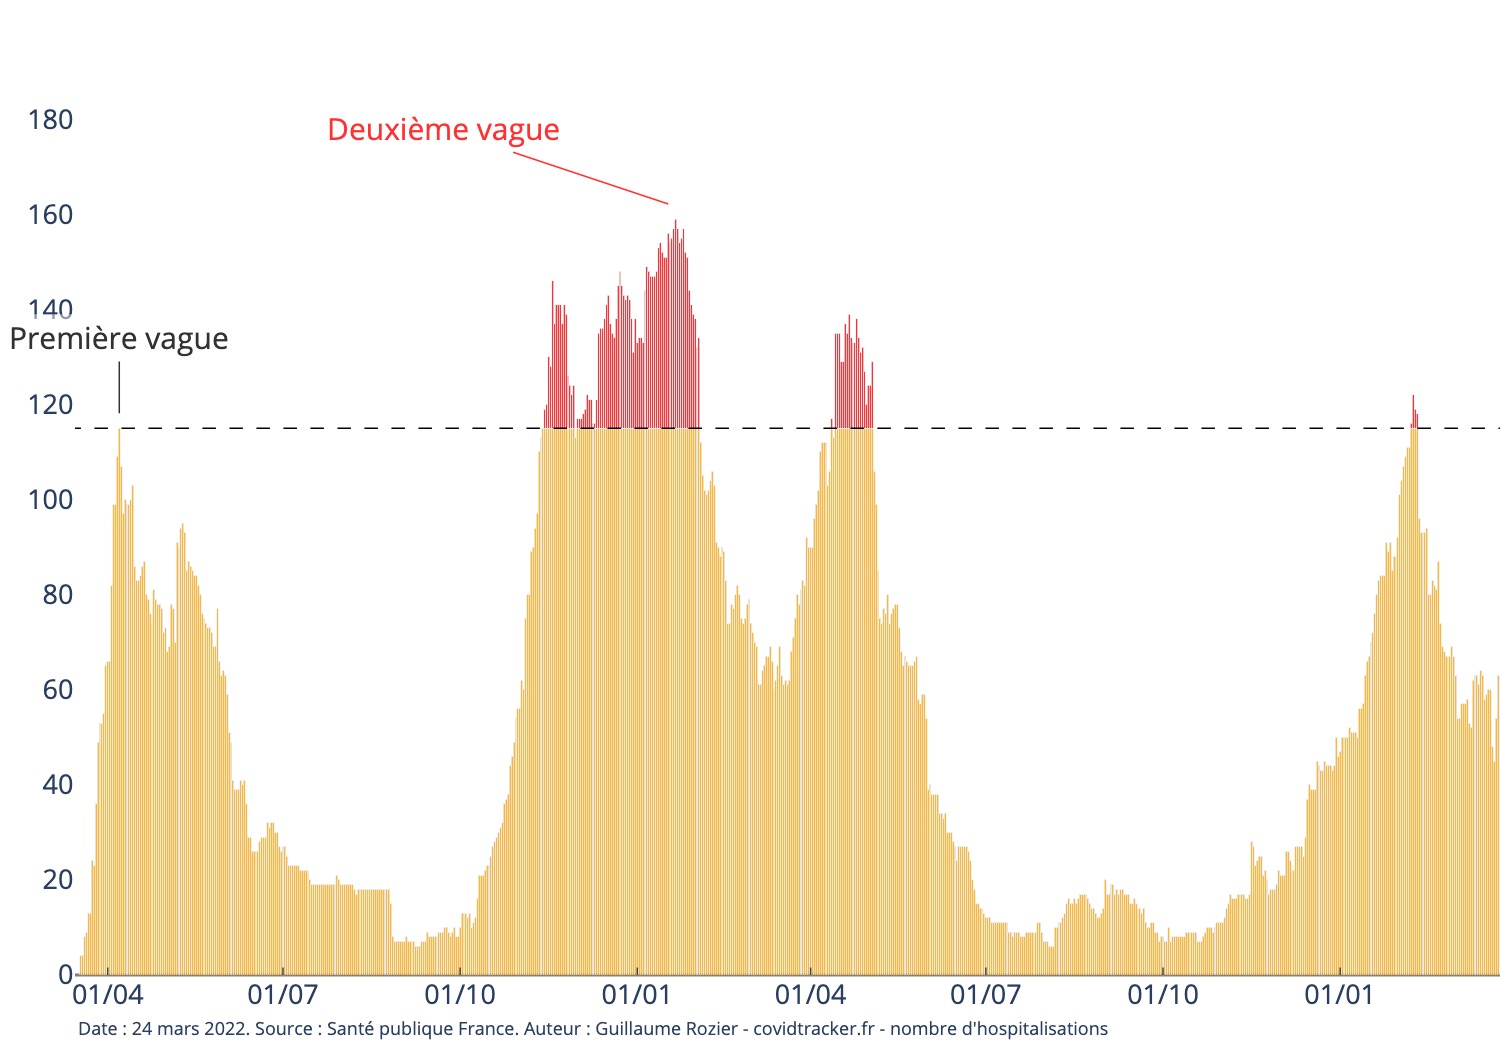 180
Deuxième vague
160
140
Première vague
120
100
80
60
40
20
0
01/04 01/07 01/10 01/01 01/04 01/07 01/10 01/01
Date : 24 mars 2022. Source : Santé publique France. Auteur : Guillaume Rozier - covidtracker.fr - nombre d'hospitalisations